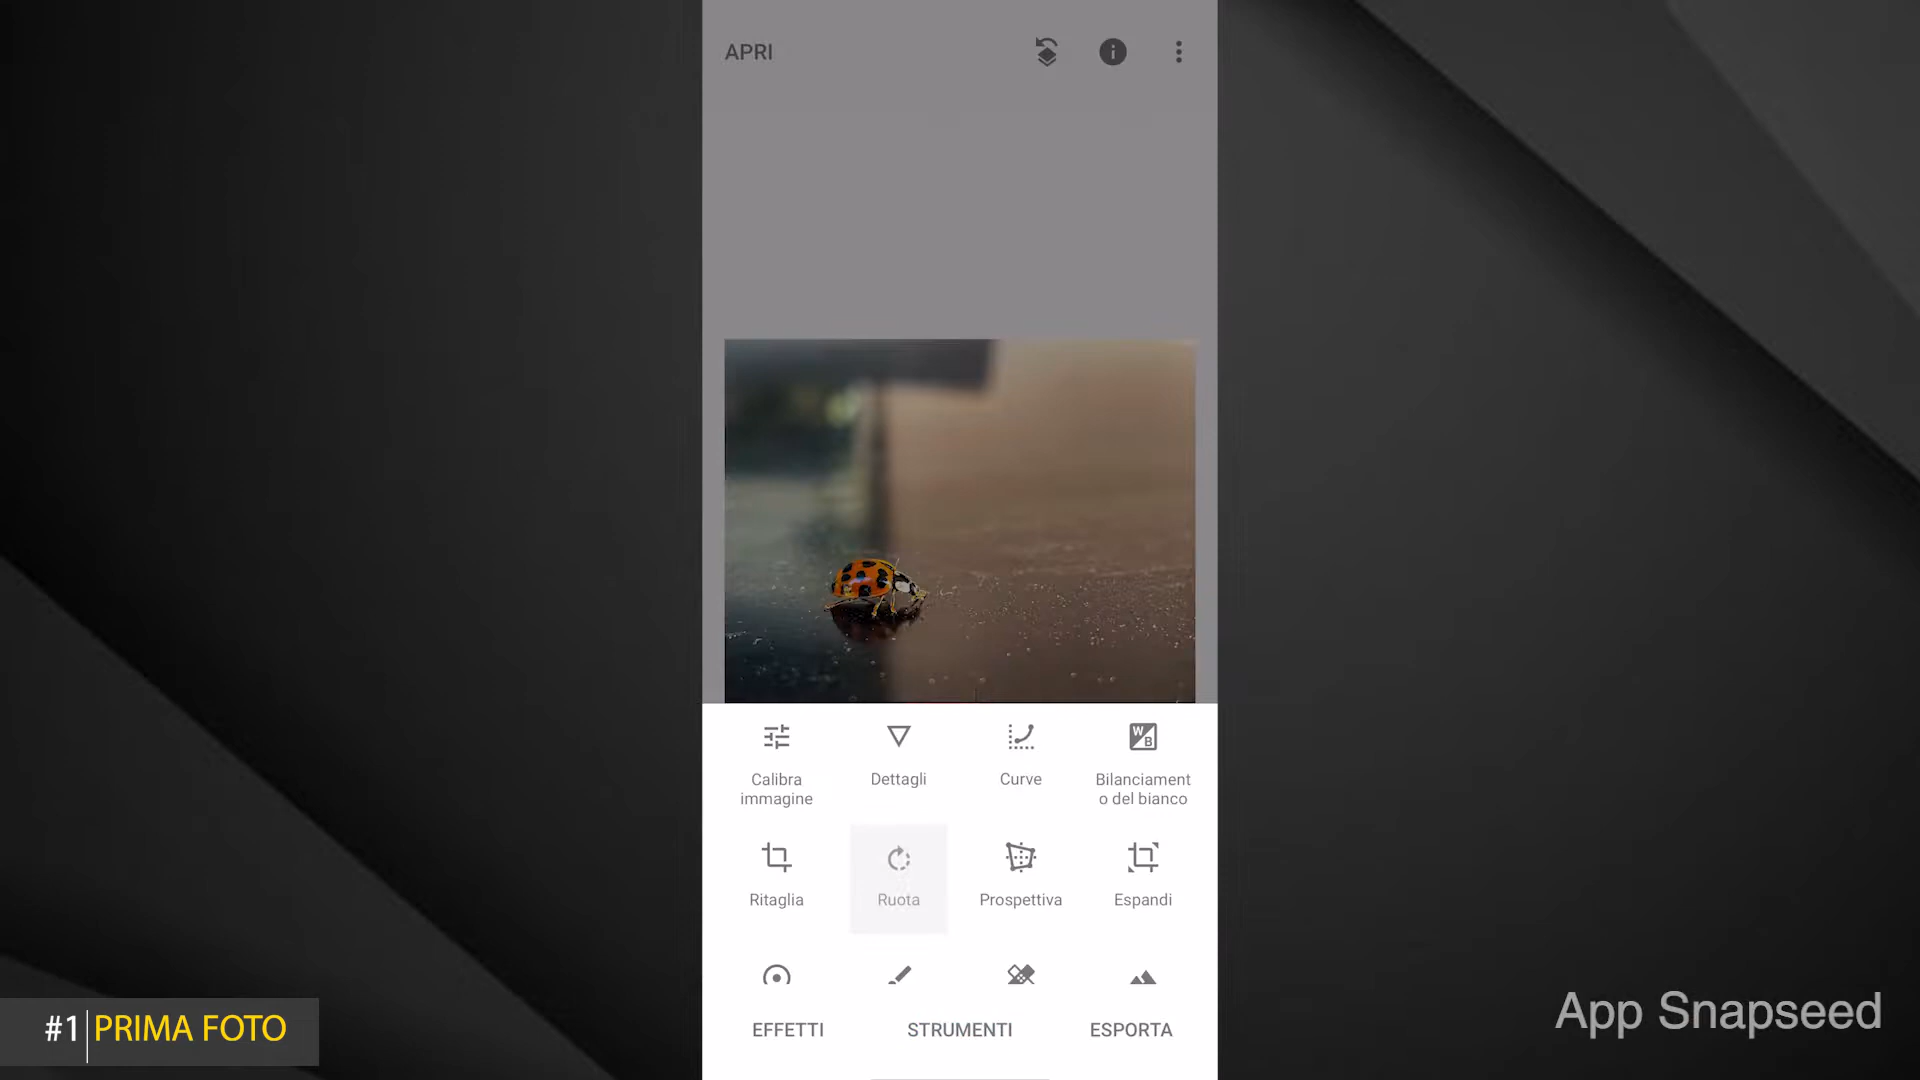 APRI
Calibra
immagine
Dettagli
Curve
W
B
Bilanciament
o del bianco
Ritaglia
Ruota
Prospettiva
Espandi
EFFETTI
STRUMENTI
ESPORTA
#1 PRIMA FOTO
App Snapseed